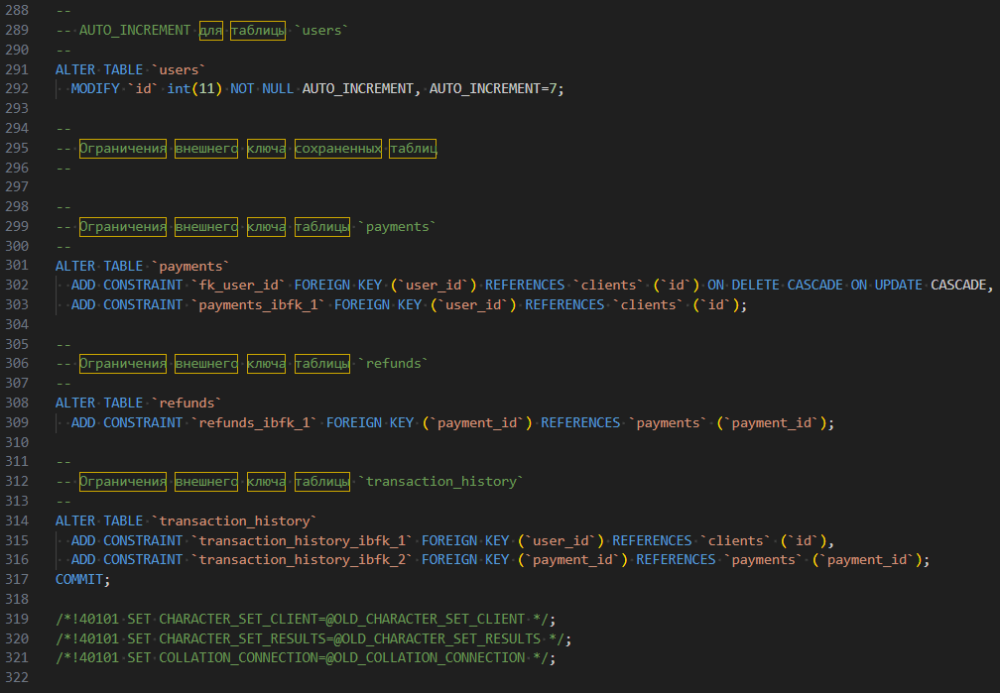 288 --
289 -- AUTO_INCREMENT для таблицы `users`
290 --
291 ALTER TABLE `users`
292   MODIFY `id` int(11) NOT NULL AUTO_INCREMENT, AUTO_INCREMENT=7;
293
294 --
295 -- Ограничения внешнего ключа сохраненных таблиц
296 --
297
298 --
299 -- Ограничения внешнего ключа таблицы `payments`
300 --
301 ALTER TABLE `payments`
302   ADD CONSTRAINT `fk_user_id` FOREIGN KEY (`user_id`) REFERENCES `clients` (`id`) ON DELETE CASCADE ON UPDATE CASCADE,
303   ADD CONSTRAINT `payments_ibfk_1` FOREIGN KEY (`user_id`) REFERENCES `clients` (`id`);
304
305 --
306 -- Ограничения внешнего ключа таблицы `refunds`
307 --
308 ALTER TABLE `refunds`
309   ADD CONSTRAINT `refunds_ibfk_1` FOREIGN KEY (`payment_id`) REFERENCES `payments` (`payment_id`);
310
311 --
312 -- Ограничения внешнего ключа таблицы `transaction_history`
313 --
314 ALTER TABLE `transaction_history`
315   ADD CONSTRAINT `transaction_history_ibfk_1` FOREIGN KEY (`user_id`) REFERENCES `clients` (`id`),
316   ADD CONSTRAINT `transaction_history_ibfk_2` FOREIGN KEY (`payment_id`) REFERENCES `payments` (`payment_id`);
317 COMMIT;
318
319 /*!40101 SET CHARACTER_SET_CLIENT=@OLD_CHARACTER_SET_CLIENT */;
320 /*!40101 SET CHARACTER_SET_RESULTS=@OLD_CHARACTER_SET_RESULTS */;
321 /*!40101 SET COLLATION_CONNECTION=@OLD_COLLATION_CONNECTION */;
322